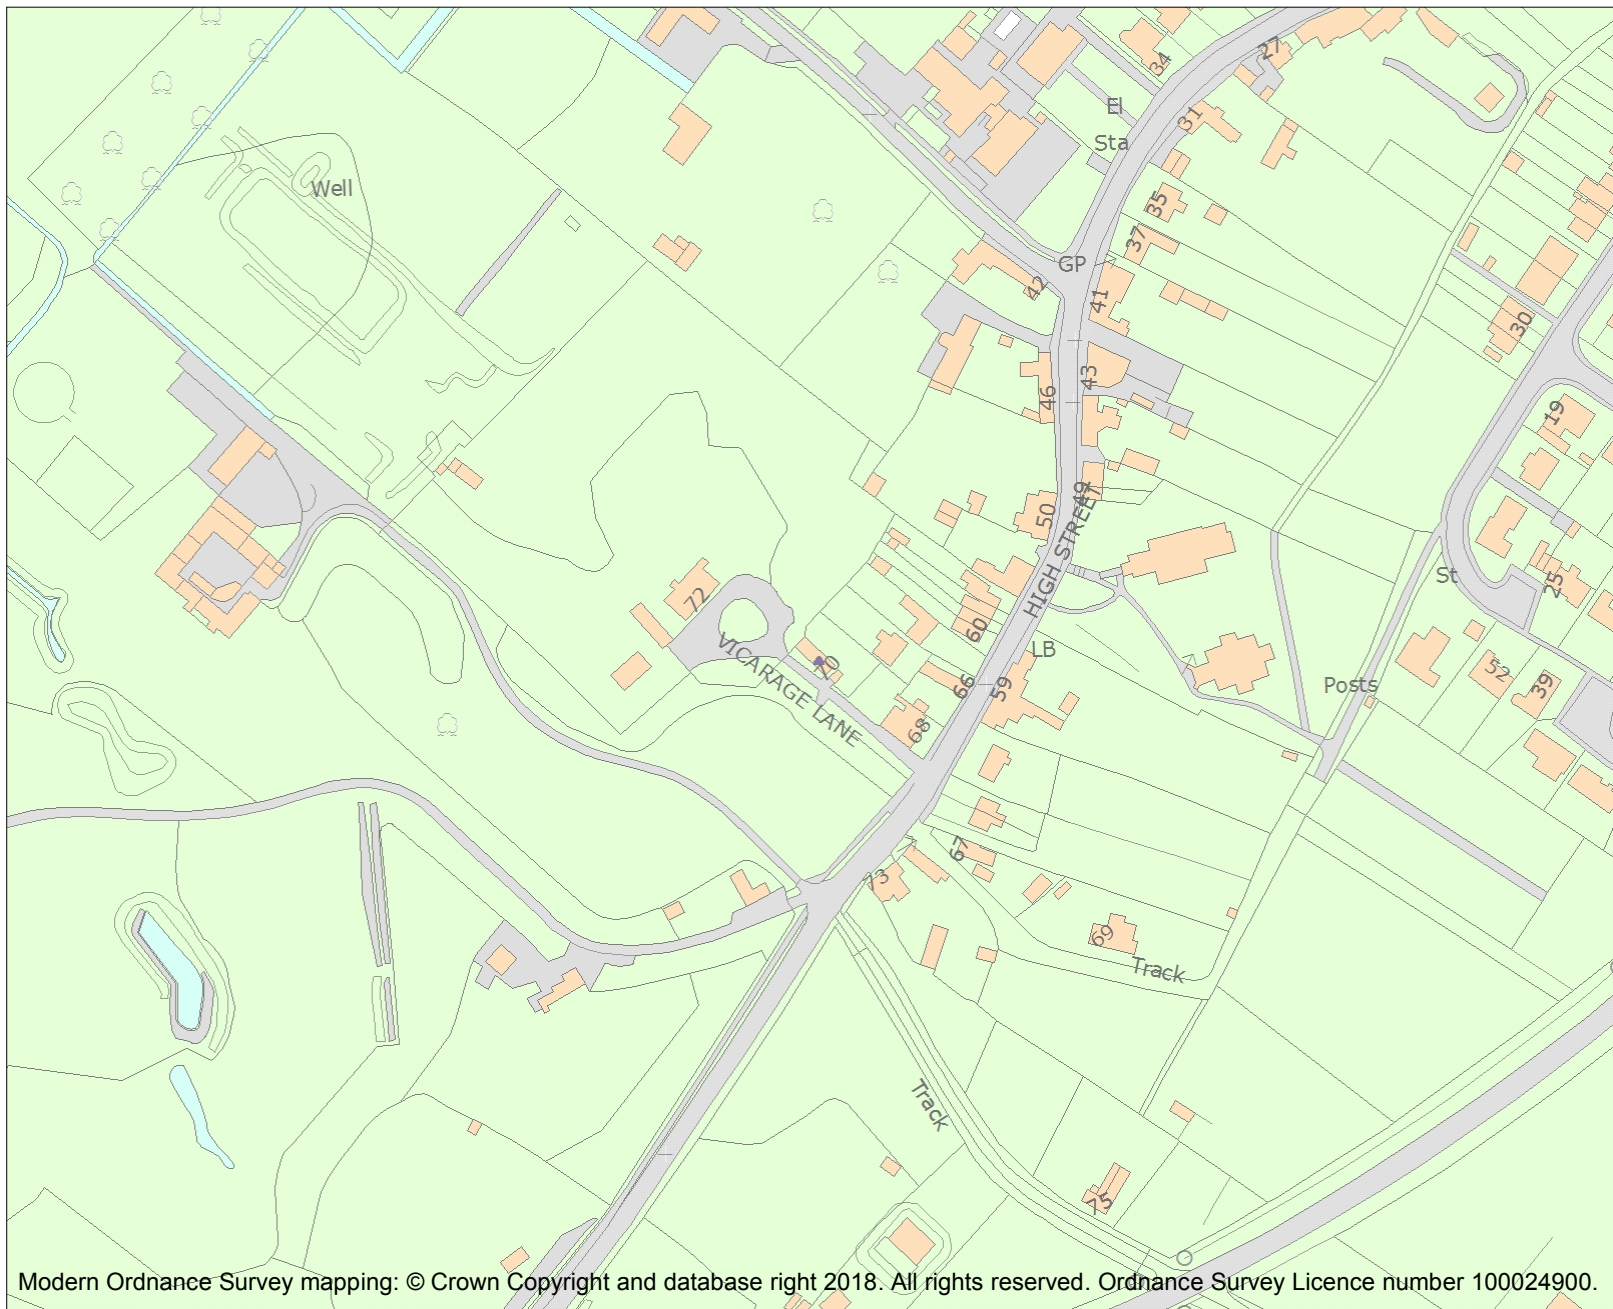 27
34
El
Sta
31
Well
35
37
GP
42
41
30
43
46
19
49
50
HIGH STREET
St
25
72
60
LB
VICARAGE LANE
70
66
59
Posts
52
39
68
67
73
69
Track
Track
75
Modern Ordnance Survey mapping: © Crown Copyright and database right 2018. All rights reserved. Ordnance Survey Licence number 100024900.